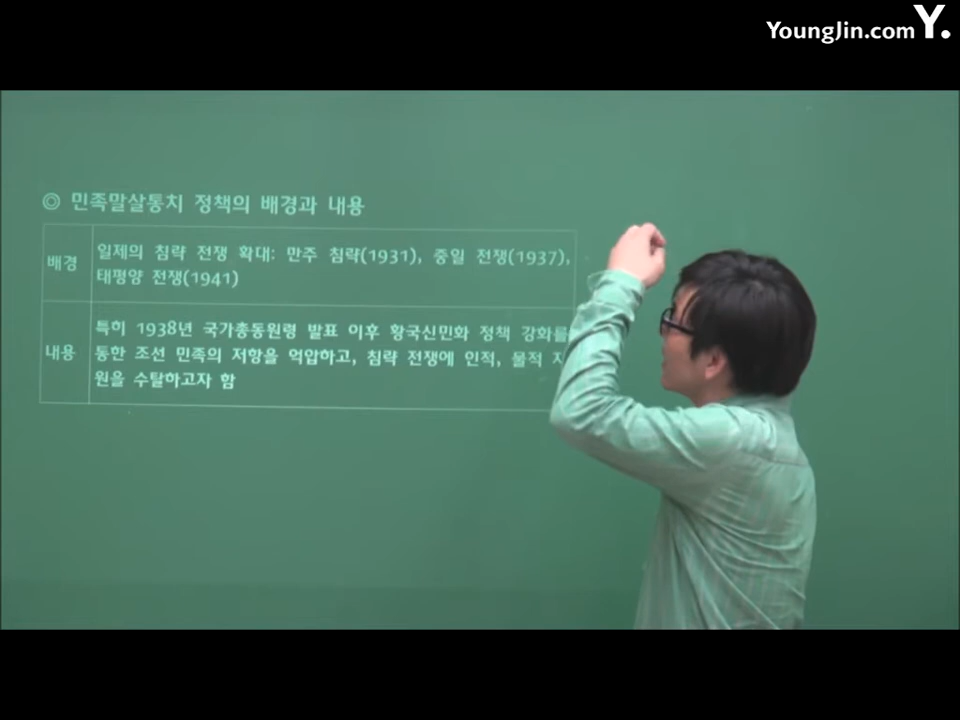 YoungJin.com Y.
◎ 민족말살통치 정책의 배경과 내용
배경
일제의 침략 전쟁 확대: 만주 침략(1931), 중일 전쟁(1937),
태평양 전쟁(1941)
내용
특히 1938년 국가총동원령 발표 이후 황국신민화 정책 강화를
통한 조선 민족의 저항을 억압하고, 침략 전쟁에 인적, 물적 자
원을 수탈하고자 함